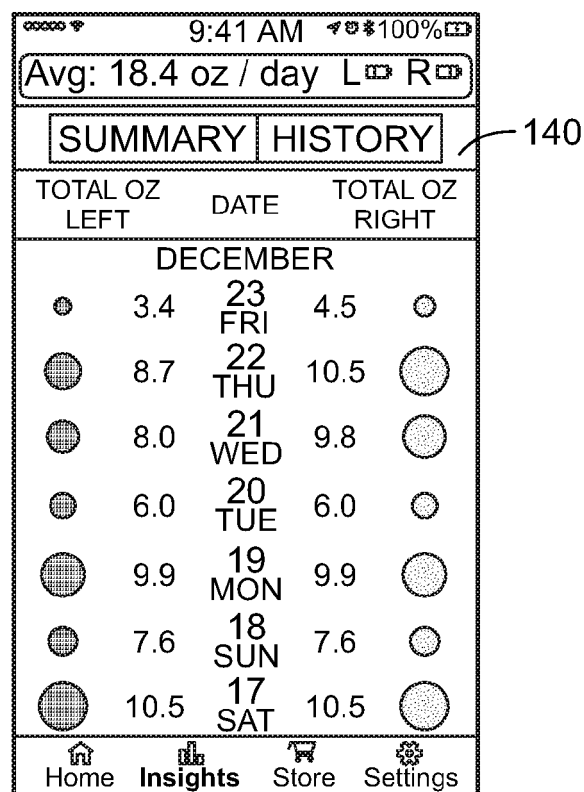 9:41 AM 100%
Avg: 18.4 oz / day L R
SUMMARY HISTORY
140
TOTAL OZ LEFT
DATE
TOTAL OZ RIGHT
DECEMBER
3.4 23 FRI 4.5
8.7 22 THU 10.5
8.0 21 WED 9.8
6.0 20 TUE 6.0
9.9 19 MON 9.9
7.6 18 SUN 7.6
10.5 17 SAT 10.5
Home Insights Store Settings